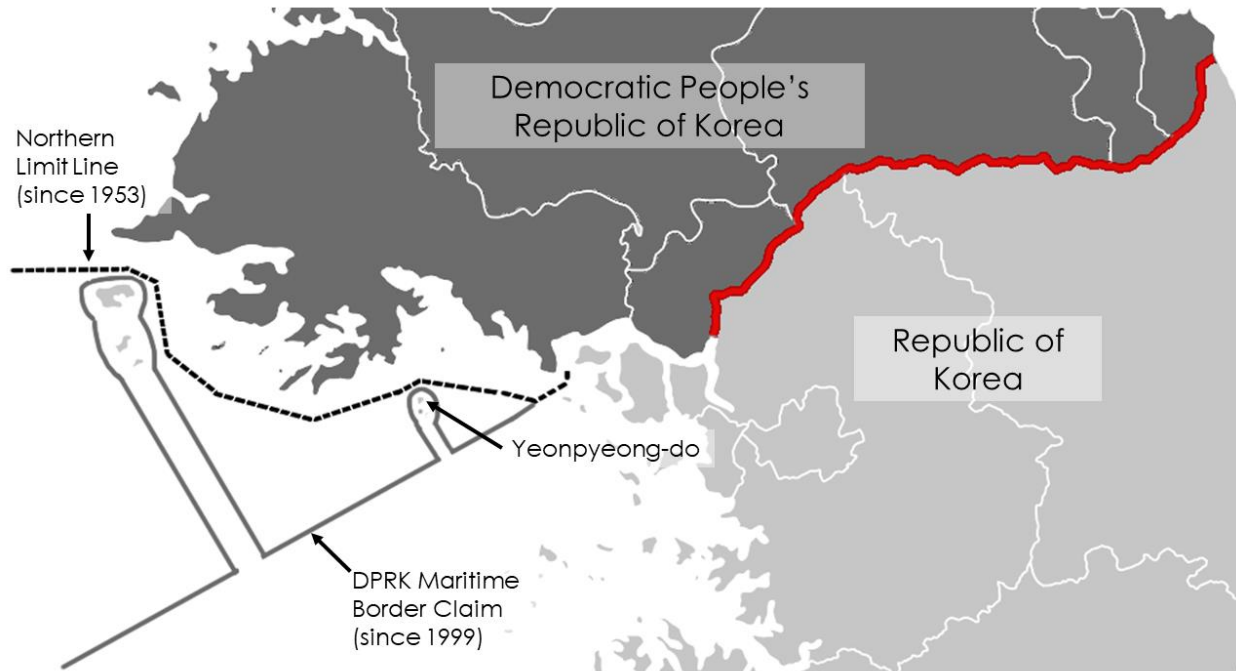 Democratic People’s
Republic of Korea
Northern
Limit Line
(since 1953)
Republic of
Korea
Yeonpyeong-do
DPRK Maritime
Border Claim
(since 1999)